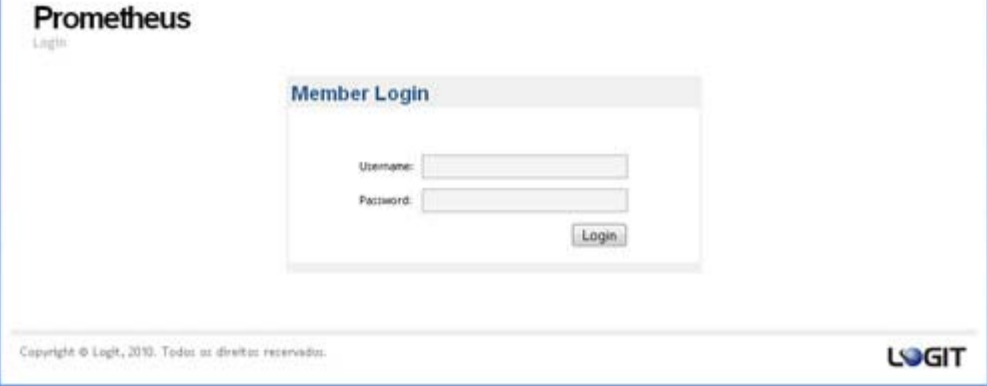 Prometheus
Login
Member Login
Username:
Password:
Login
Copyright © Logit, 2010. Todos os direitos reservados.
LOGIT